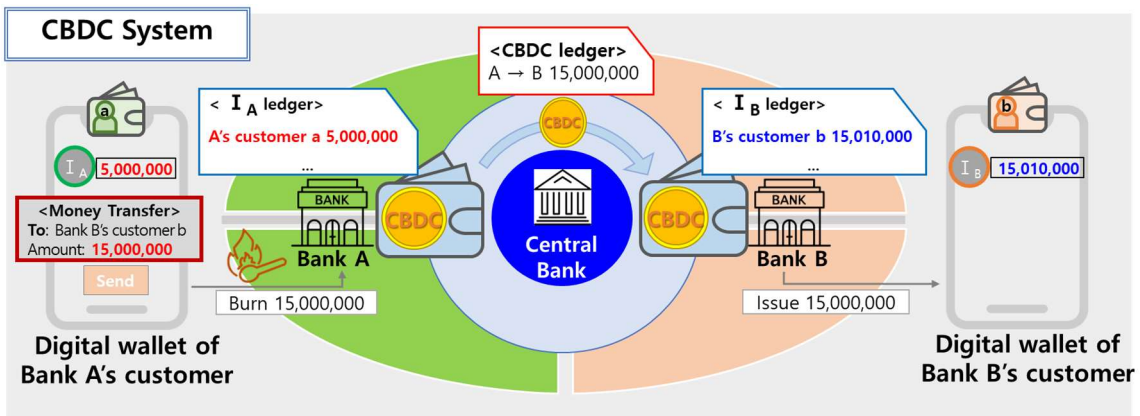 CBDC System
<CBDC ledger>
A → B 15,000,000
CBDC
a
I A
5,000,000
<Money Transfer>
To: Bank B's customer b
Amount: 15,000,000
Send
Digital wallet of
Bank A's customer
< I A ledger>
A's customer a 5,000,000
...
BANK
Bank A
CBDC
Burn 15,000,000
Central
Bank
< I B ledger>
B's customer b 15,010,000
...
CBDC
BANK
Bank B
Issue 15,000,000
b
I B
15,010,000
Digital wallet of
Bank B's customer